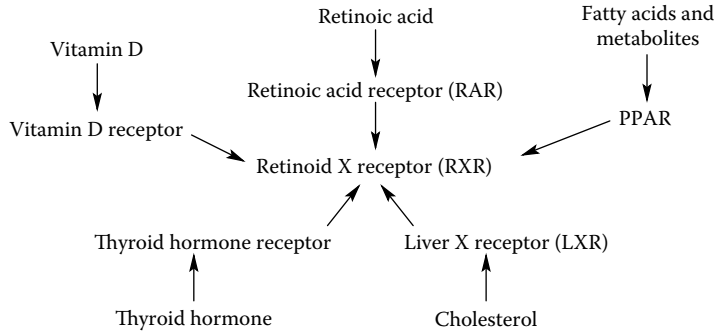 Retinoic acid
Fatty acids and
metabolites
Vitamin D
Retinoic acid receptor (RAR)
Vitamin D receptor
PPAR
Retinoid X receptor (RXR)
Thyroid hormone receptor
Liver X receptor (LXR)
Thyroid hormone
Cholesterol